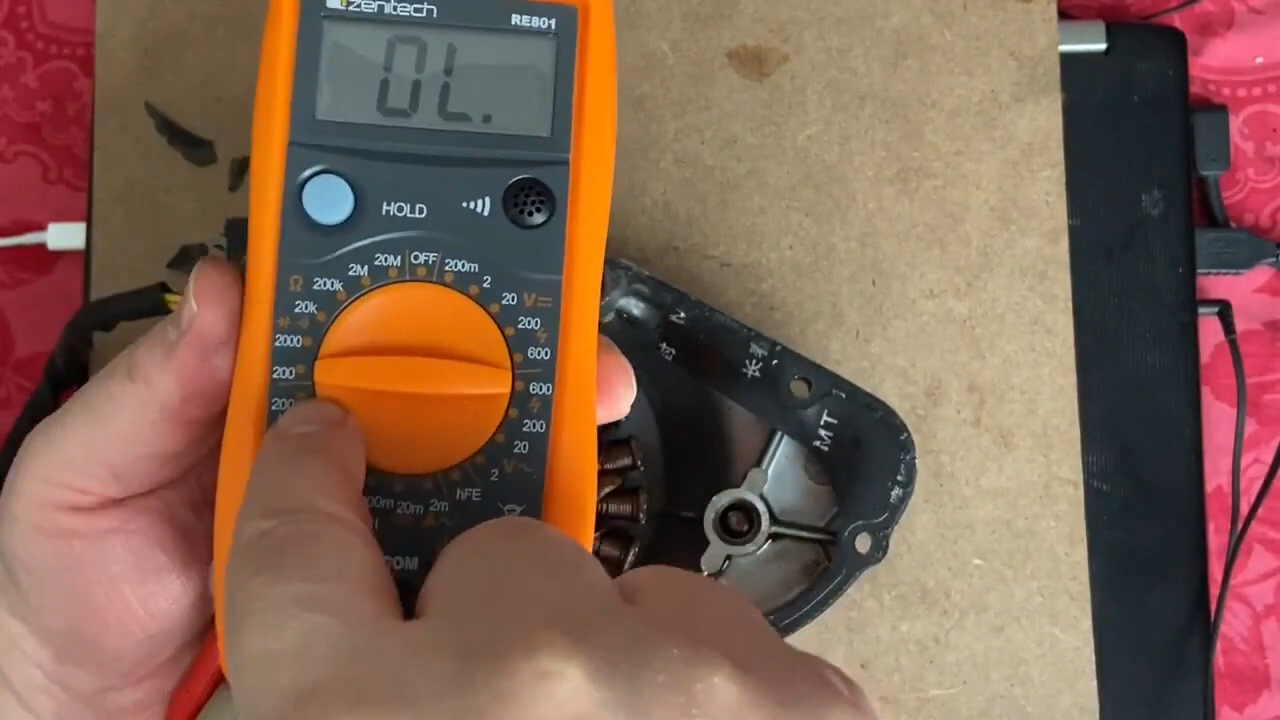 zenitech
RE801
OL.
HOLD
OFF
20M
200m
2M
2
Ω
200k
20
V
20k
200
2000
600
200
600
200
200
20
V~
2
hFE
20m
2m
COM
MT